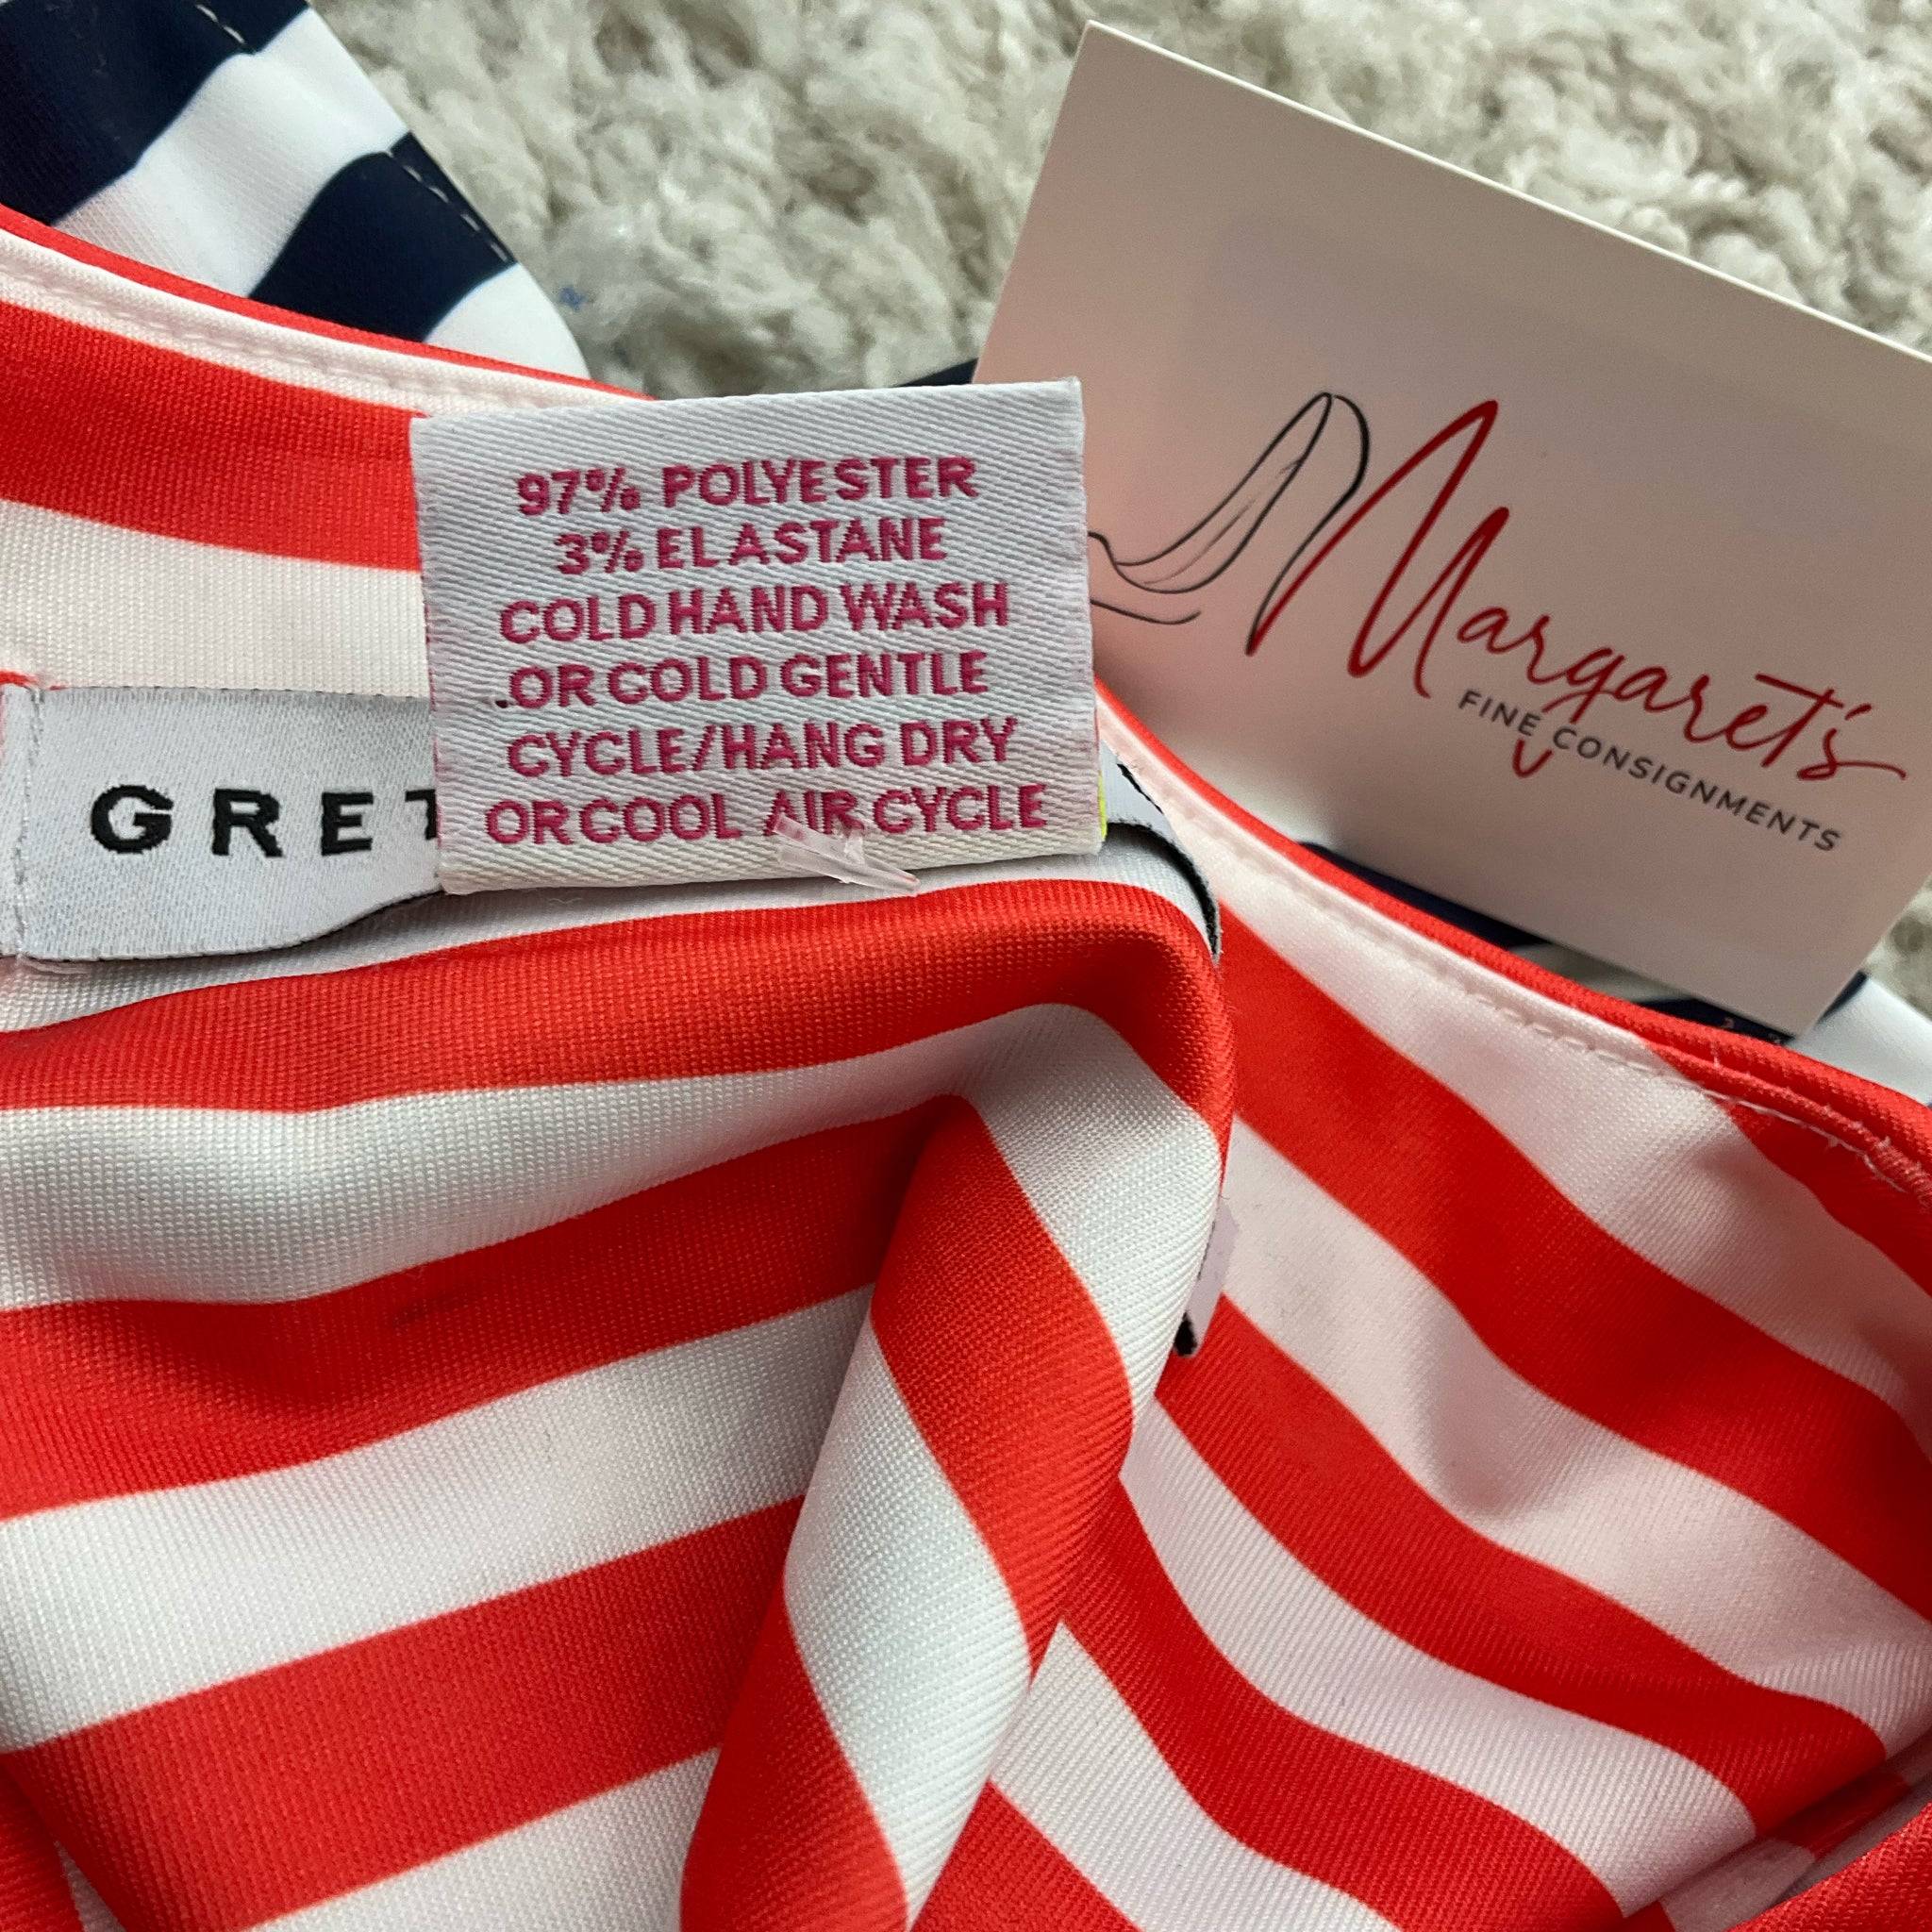 97% POLYESTER
3% ELASTANE
COLD HAND WASH
.OR COLD GENTLE
CYCLE/HANG DRY
OR COOL AIR CYCLE
GRET
Margaret's
FINE CONSIGNMENTS